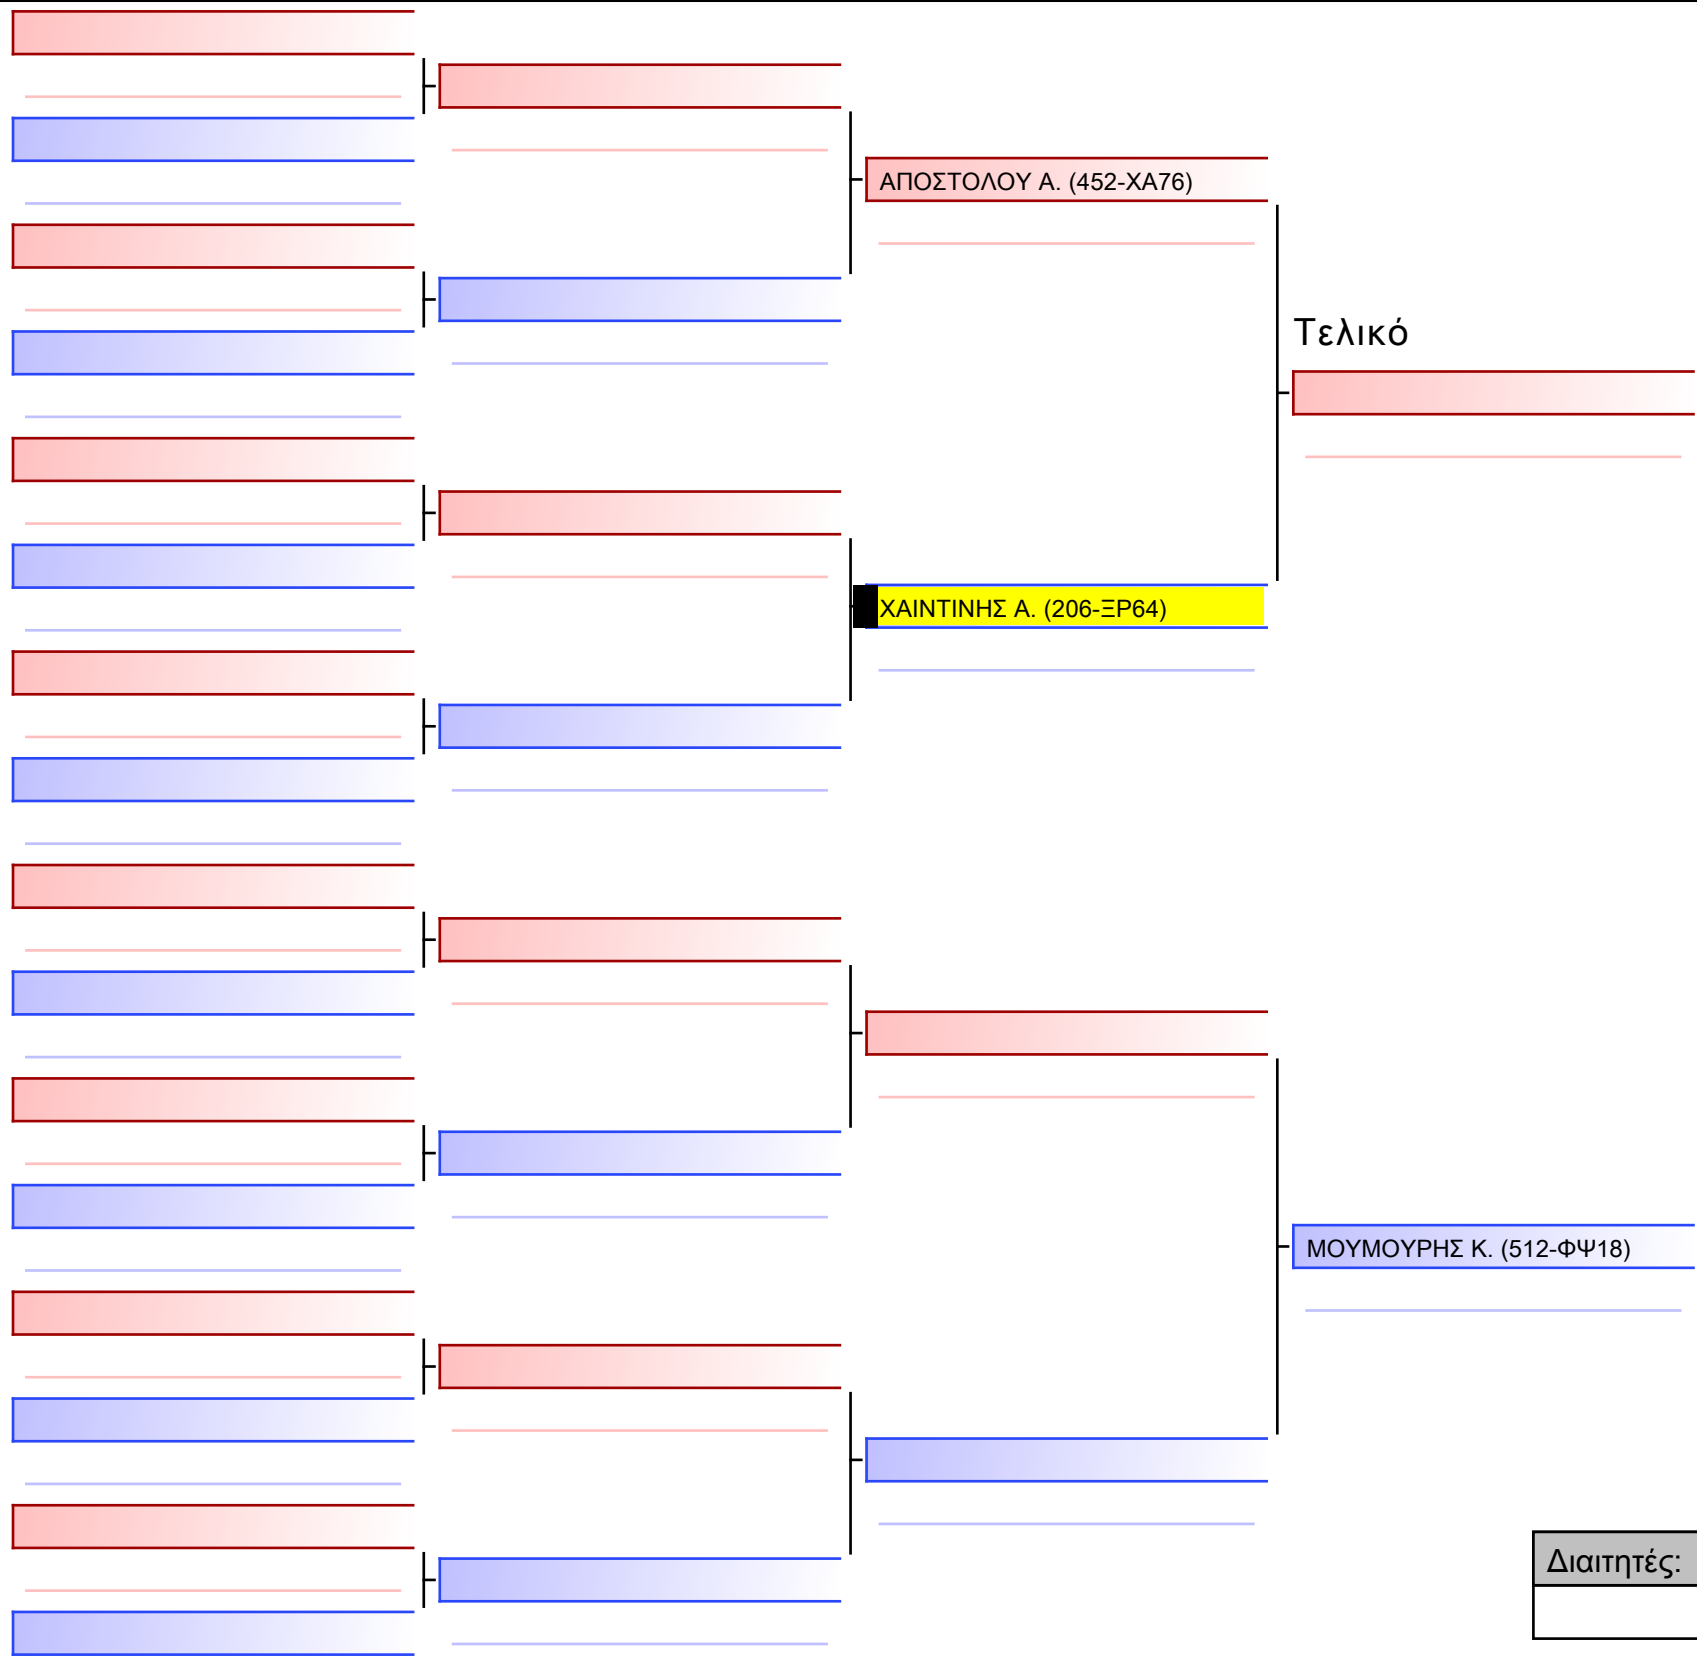 ΑΠΟΣΤΟΛΟΥ Α. (452-ΧΑ76)
Τελικό
ΧΑΙΝΤΙΝΗΣ Α. (206-ΞΡ64)
ΜΟΥΜΟΥΡΗΣ Κ. (512-ΦΨ18)
Διαιτητές: